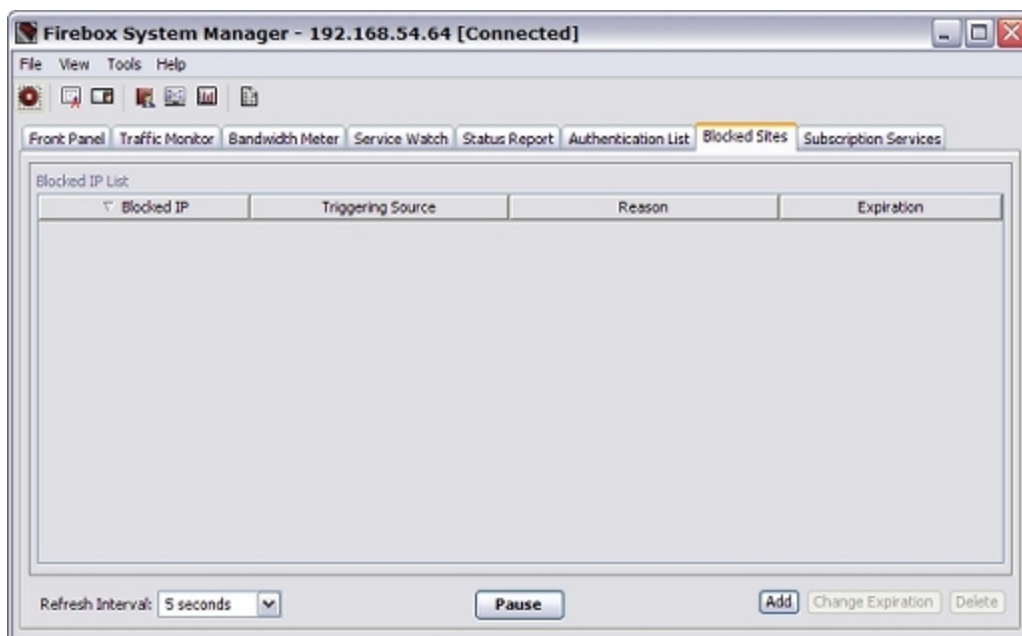 Firebox System Manager - 192.168.54.64 [Connected]
File View Tools Help
Front Panel Traffic Monitor Bandwidth Meter Service Watch Status Report Authentication List Blocked Sites Subscription Services
Blocked IP List
Blocked IP Triggering Source Reason Expiration
Refresh Interval: 5 seconds Pause Add Change Expiration Delete